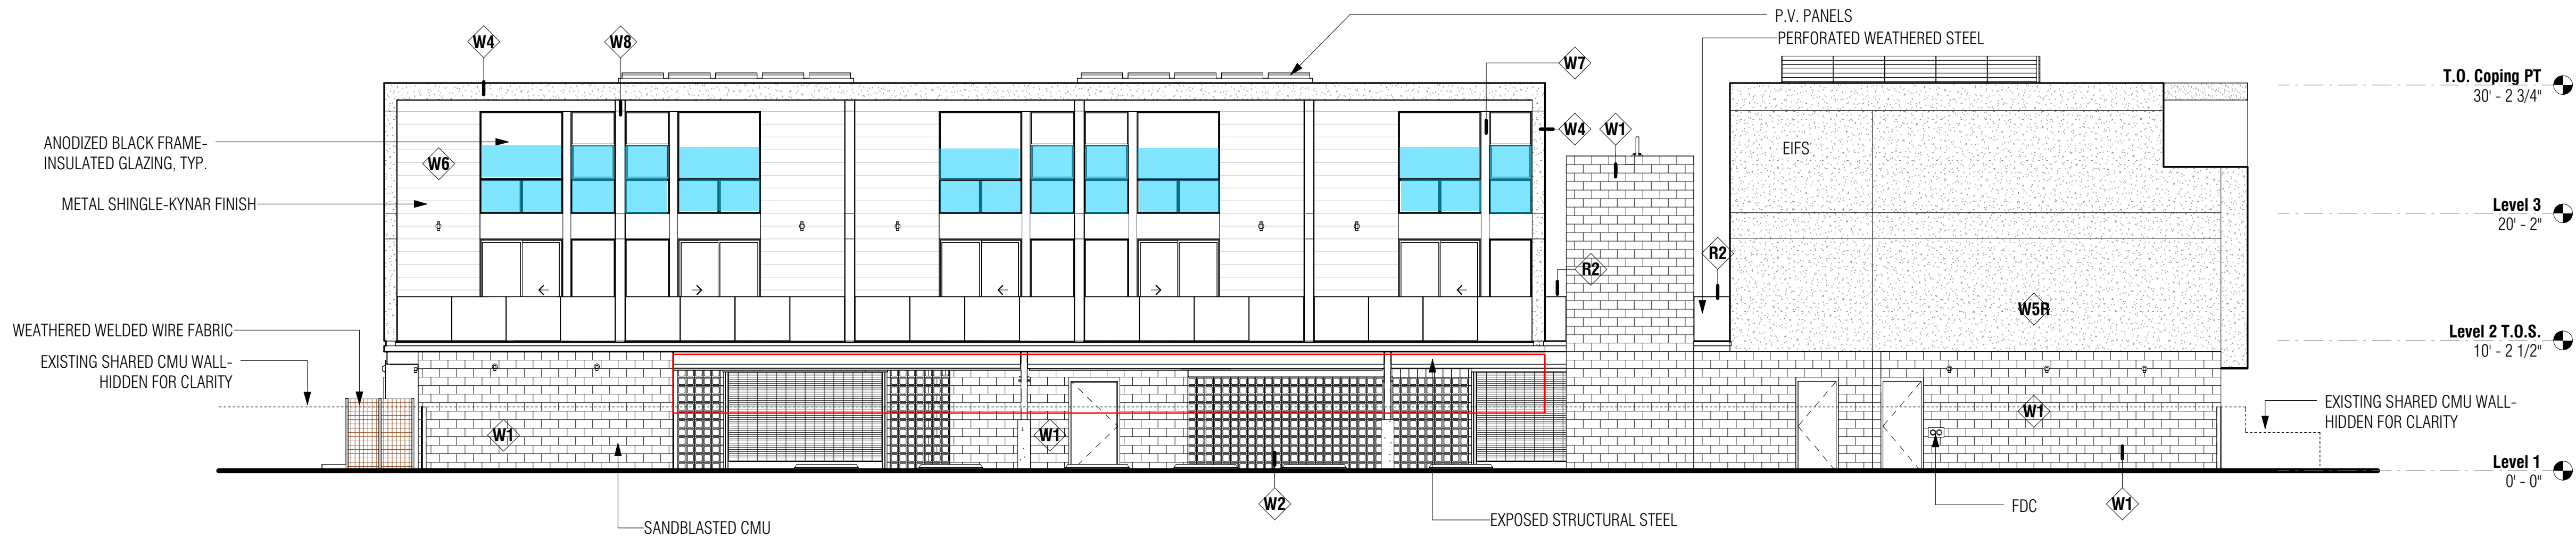 P.V. PANELS
PERFORATED WEATHERED STEEL
W4
W8
W7
T.O. Coping PT
30' - 2 3/4"
ANODIZED BLACK FRAME-
INSULATED GLAZING, TYP.
W6
W4
W1
EIFS
METAL SHINGLE-KYNAR FINISH
Level 3
20' - 2"
R2
R2
W5R
WEATHERED WELDED WIRE FABRIC
EXISTING SHARED CMU WALL-
HIDDEN FOR CLARITY
Level 2 T.O.S.
10' - 2 1/2"
EXISTING SHARED CMU WALL-
HIDDEN FOR CLARITY
W1
W1
W1
Level 1
0' - 0"
W2
W1
SANDBLASTED CMU
EXPOSED STRUCTURAL STEEL
FDC